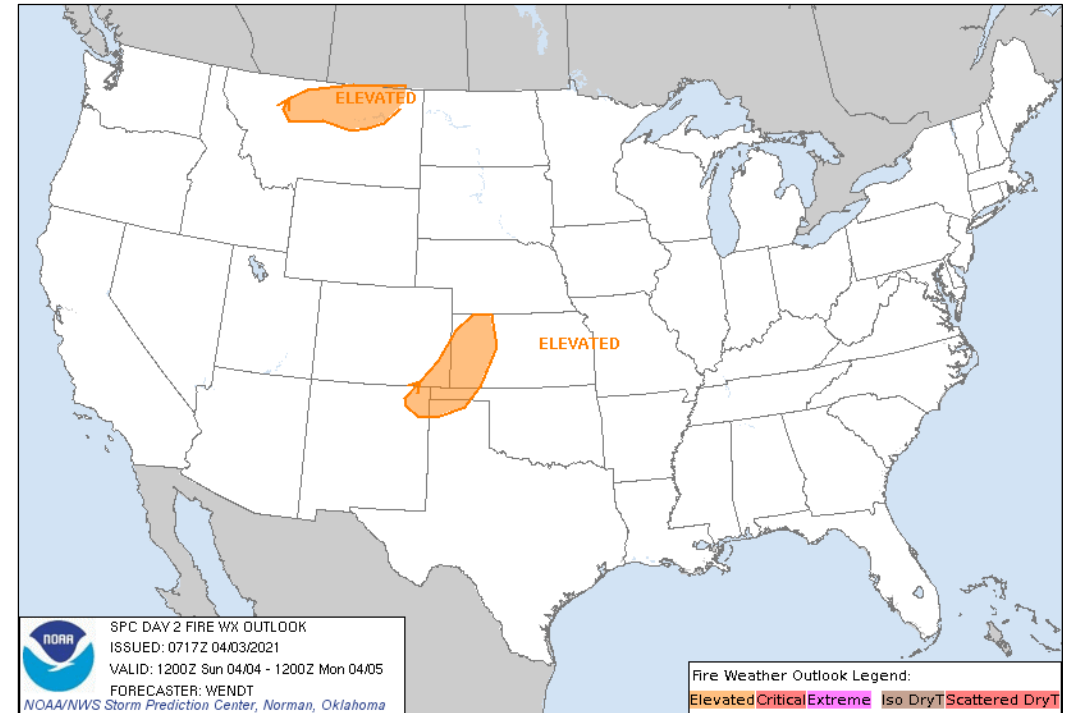 ELEVATED
ELEVATED
NOAA
SPC DAY 2 FIRE WX OUTLOOK
ISSUED: 0717Z 04/03/2021
VALID: 1200Z Sun 04/04 - 1200Z Mon 04/05
FORECASTER: WENDT
NOAA/NWS Storm Prediction Center, Norman, Oklahoma
Fire Weather Outlook Legend:
Elevated Critical Extreme Iso DryT Scattered DryT